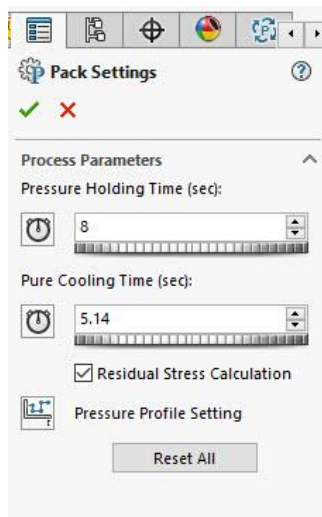 Pack Settings
Process Parameters
Pressure Holding Time (sec):
8
Pure Cooling Time (sec):
5.14
Residual Stress Calculation
Pressure Profile Setting
Reset All